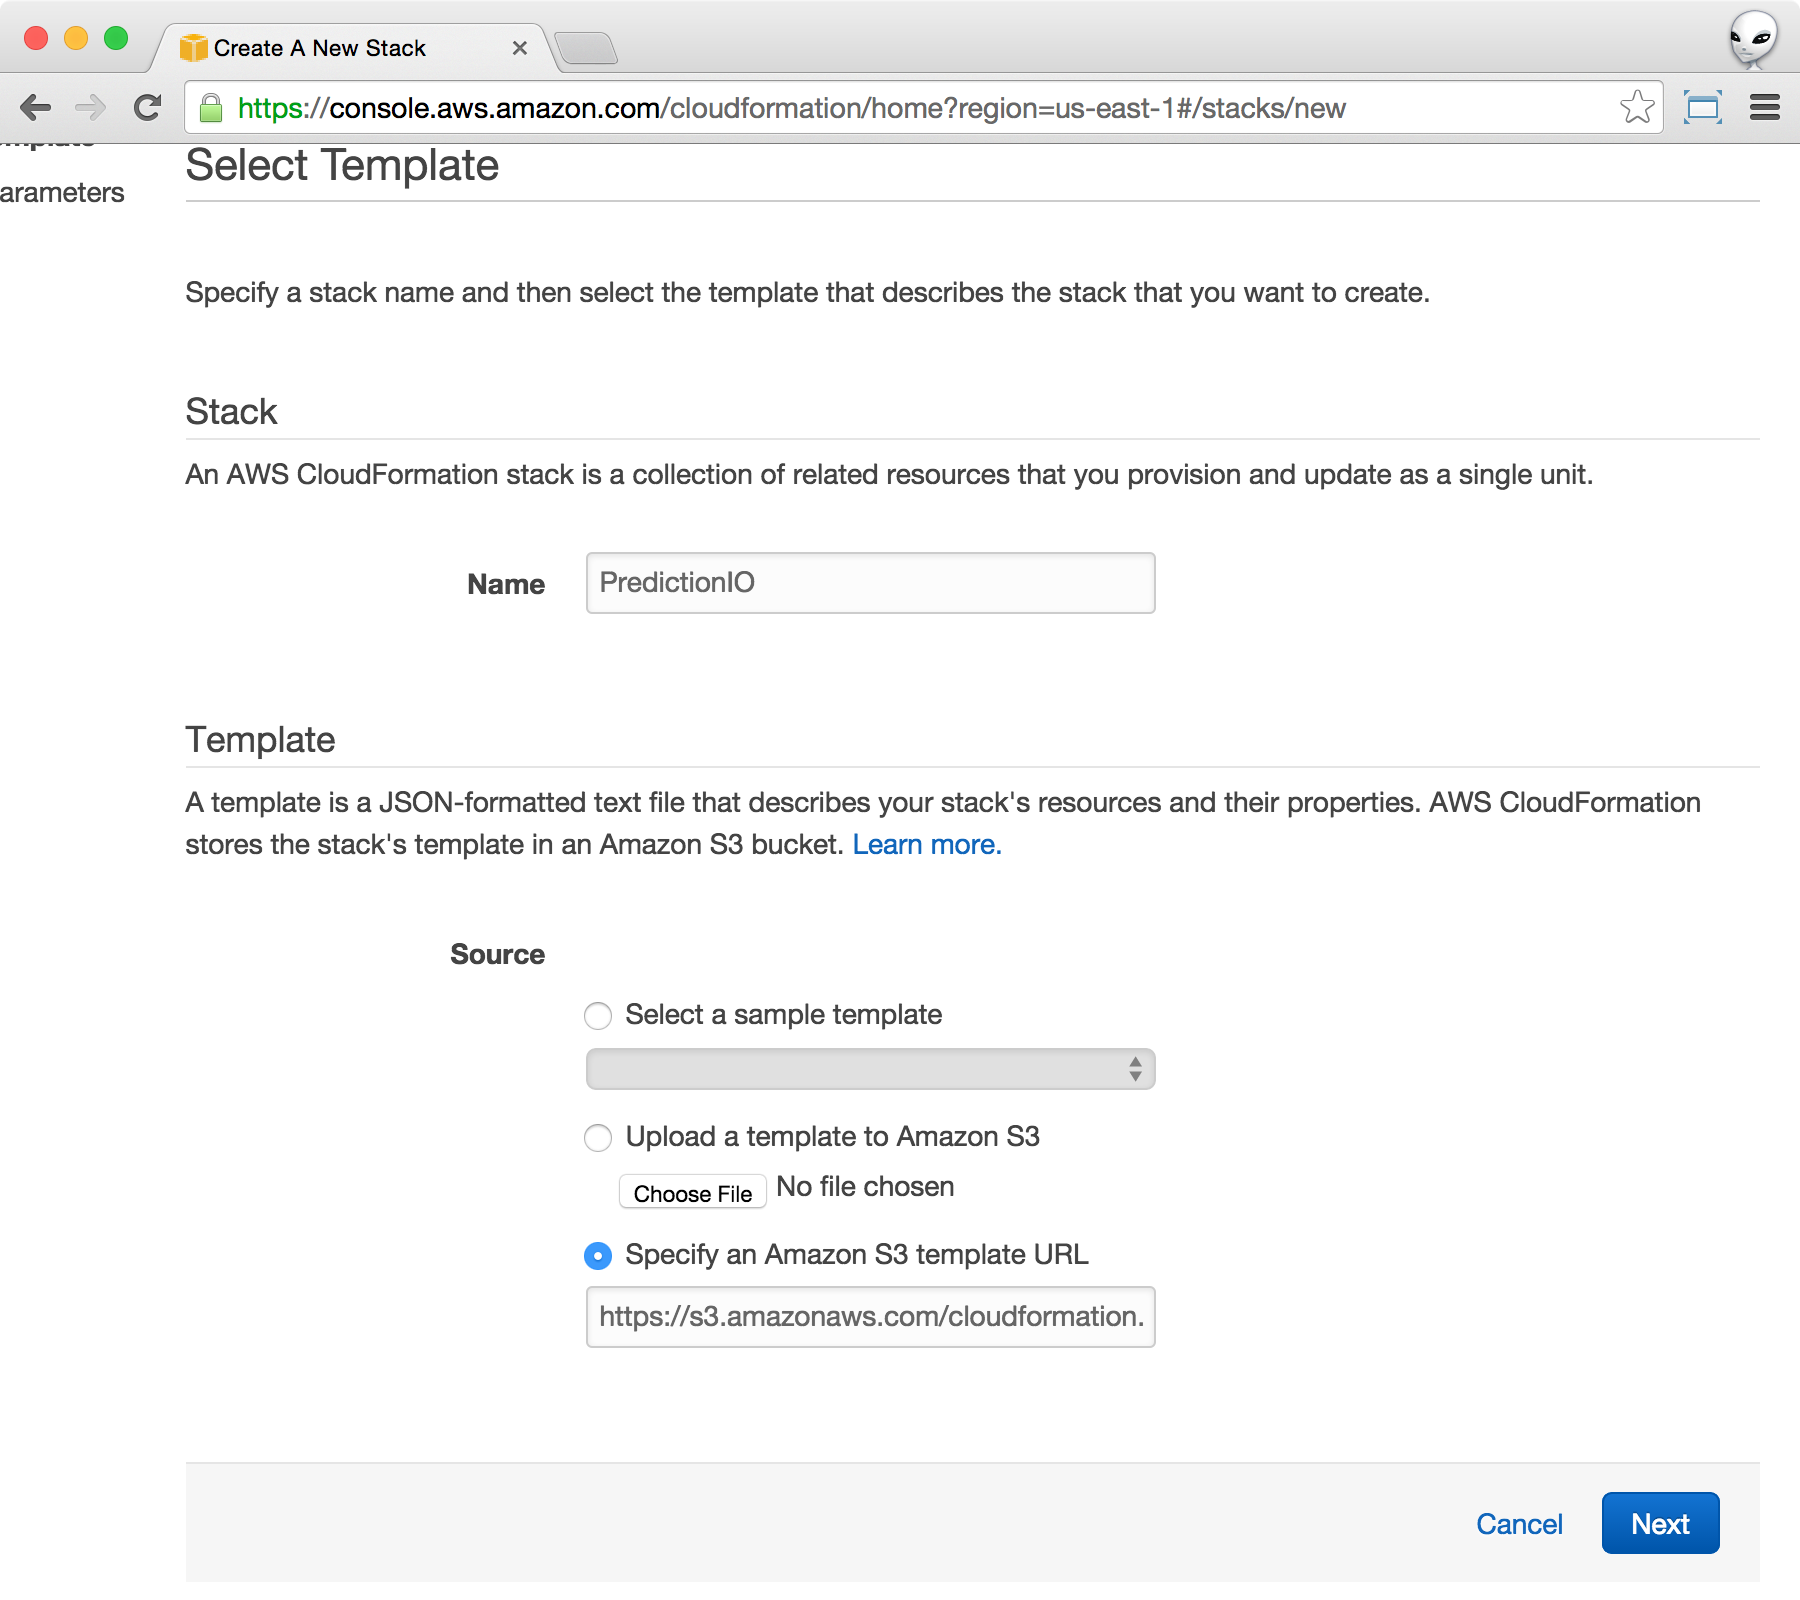 Create A New Stack
https://console.aws.amazon.com/cloudformation/home?region=us-east-1#/stacks/new
arameters
Select Template
Specify a stack name and then select the template that describes the stack that you want to create.
Stack
An AWS CloudFormation stack is a collection of related resources that you provision and update as a single unit.
Name
PredictionIO
Template
A template is a JSON-formatted text file that describes your stack's resources and their properties. AWS CloudFormation
stores the stack's template in an Amazon S3 bucket. Learn more.
Source
Select a sample template
Upload a template to Amazon S3
Choose File No file chosen
Specify an Amazon S3 template URL
https://s3.amazonaws.com/cloudformation.
Cancel
Next